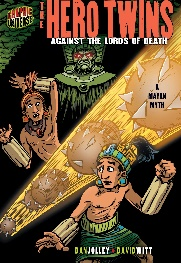 GRAPHIC
UNIVERSE
THE
HERO TWINS
AGAINST THE LORDS OF DEATH
A
MAYAN
MYTH
DAN JOLLEY • DAVID WITT